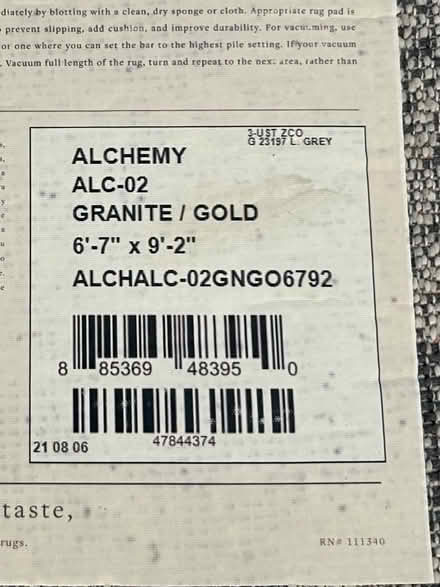 diately by blotting with a clean, dry sponge or cloth. Appropriate rug pad is
prevent slipping, add cushion, and improve durability. For vacuuming, use
or one where you can set the bar to the highest pile setting. If your vacuum
. Vacuum full length of the rug, turn and repeat to the next area, rather than
3-UST ZCO
G 23197 L. GREY
ALCHEMY
ALC-02
GRANITE / GOLD
6'-7" x 9'-2"
ALCHALC-02GNGO6792
8 85369 48395 0
47844374
21 08 06
taste,
rugs.
RN# 111340